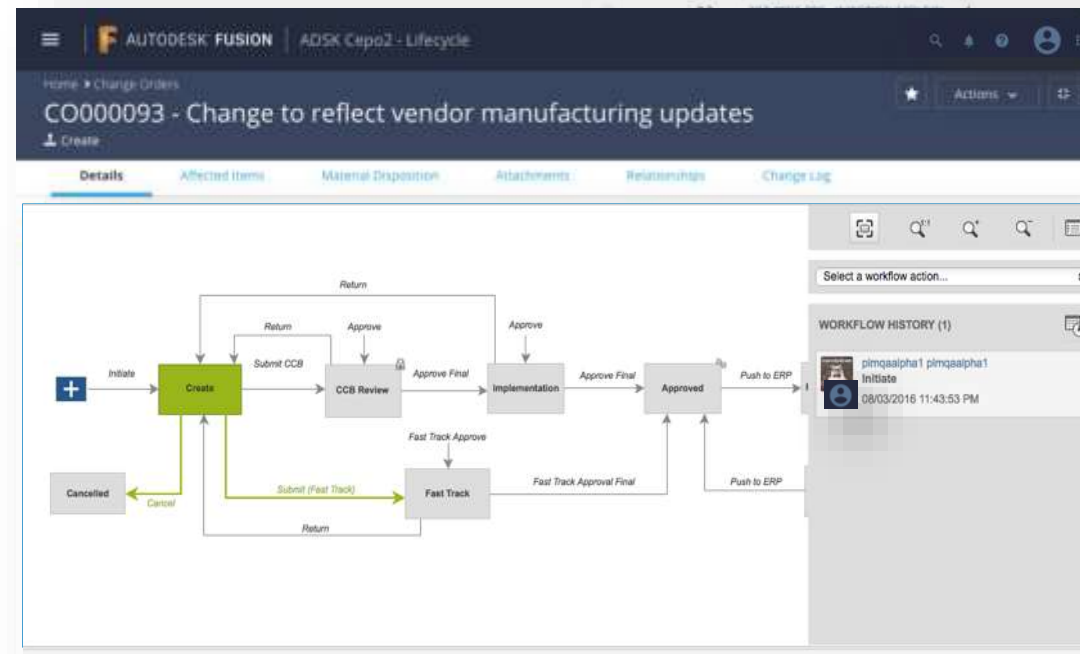 AUTODESK FUSION
ADSK Cepo2 - Lifecycle
Home
Change Orders
CO000093 - Change to reflect vendor manufacturing updates
Create
Actions
Details
Affected Items
Material Disposition
Attachments
Relationships
Change Log
Select a workflow action...
Return
WORKFLOW HISTORY (1)
Return
Approve
Approve
Initiate
Submit CCB
plmqaalpha1 plmqaalpha1
Initiate
08/03/2016 11:43:53 PM
Create
CCB Review
Approve Final
Implementation
Approve Final
Approved
Push to ERP
Fast Track Approve
Cancelled
Cancel
Submit (Fast Track)
Fast Track
Fast Track Approval Final
Push to ERP
Return